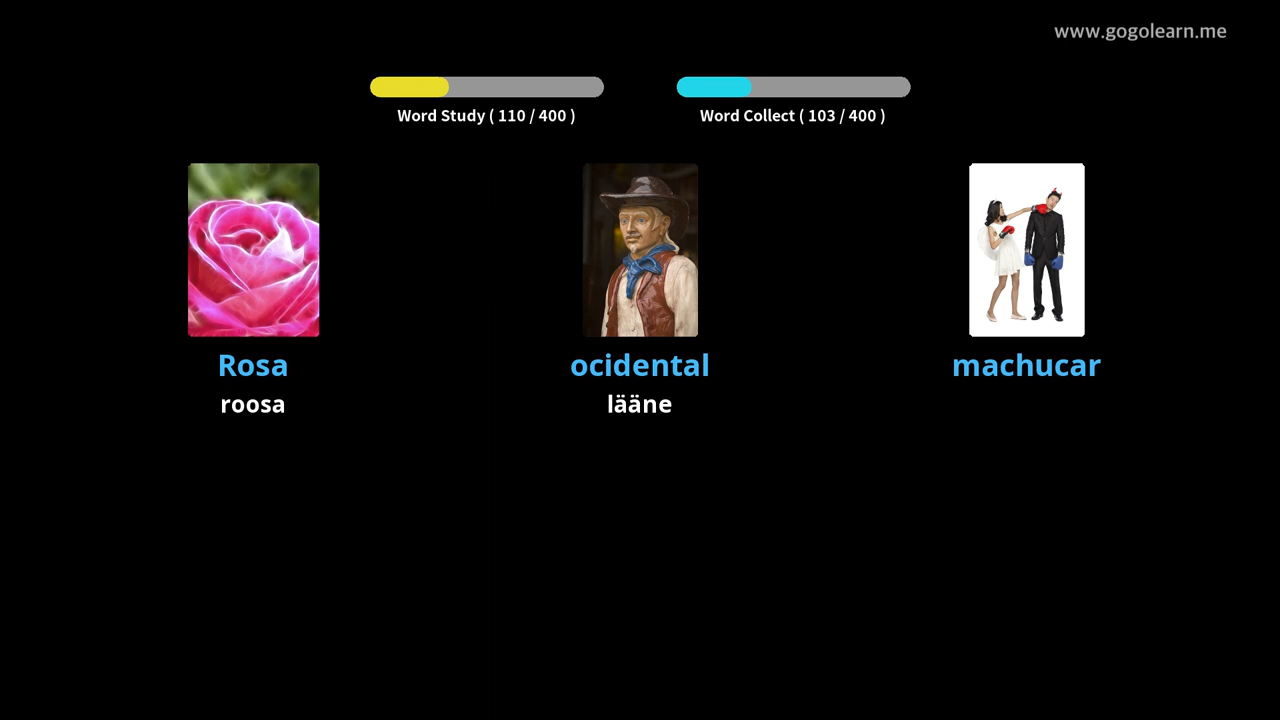 www.gogolearn.me
Word Study ( 110 / 400 )
Word Collect ( 103 / 400 )
Rosa
roosa
ocidental
lääne
machucar